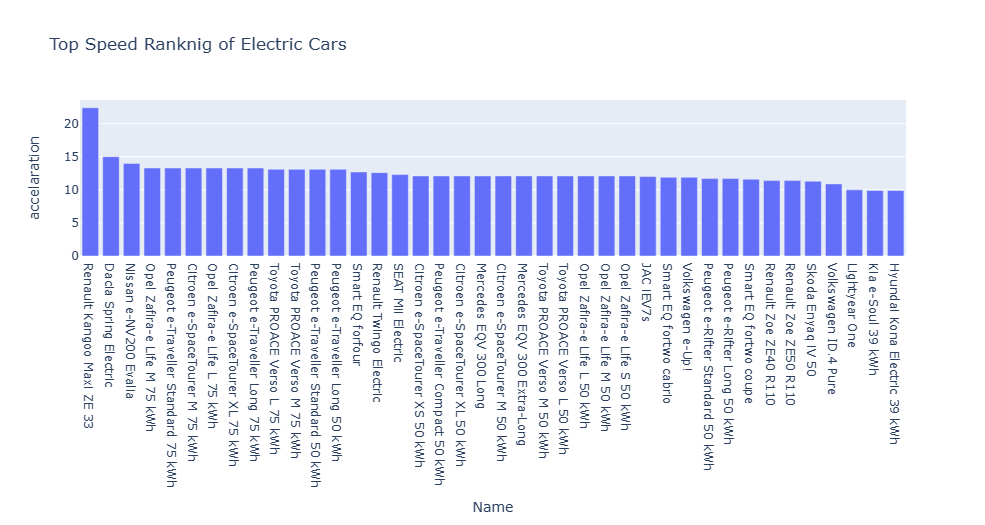 Top Speed Ranknig of Electric Cars
acceleration
20
15
10
5
0
Renault Kangoo Maxi ZE 33
Dacia Spring Electric
Nissan e-NV200 Evalia
Opel Zafira-e Life M 75 kWh
Peugeot e-Traveller Standard 75 kWh
Citroen e-SpaceTourer M 75 kWh
Opel Zafira-e Life L 75 kWh
Citroen e-SpaceTourer XL 75 kWh
Peugeot e-Traveller Long 75 kWh
Toyota PROACE Verso L 75 kWh
Toyota PROACE Verso M 75 kWh
Peugeot e-Traveller Standard 50 kWh
Peugeot e-Traveller Long 50 kWh
Smart EQ forfour
Renault Twingo Electric
SEAT Mii Electric
Citroen e-SpaceTourer XS 50 kWh
Peugeot e-Traveller Compact 50 kWh
Citroen e-SpaceTourer XL 50 kWh
Mercedes EQV 300 Long
Citroen e-SpaceTourer M 50 kWh
Mercedes EQV 300 Extra-Long
Toyota PROACE Verso M 50 kWh
Toyota PROACE Verso L 50 kWh
Opel Zafira-e Life L 50 kWh
Opel Zafira-e Life M 50 kWh
Opel Zafira-e Life S 50 kWh
JAC iEV7s
Smart EQ fortwo cabrio
Volkswagen e-Up!
Peugeot e-Rifter Standard 50 kWh
Peugeot e-Rifter Long 50 kWh
Smart EQ fortwo coupe
Renault Zoe ZE40 R110
Renault Zoe ZE50 R110
Skoda Enyaq iV 50
Volkswagen ID.4 Pure
Lightyear One
Kia e-Soul 39 kWh
Hyundai Kona Electric 39 kWh
Name